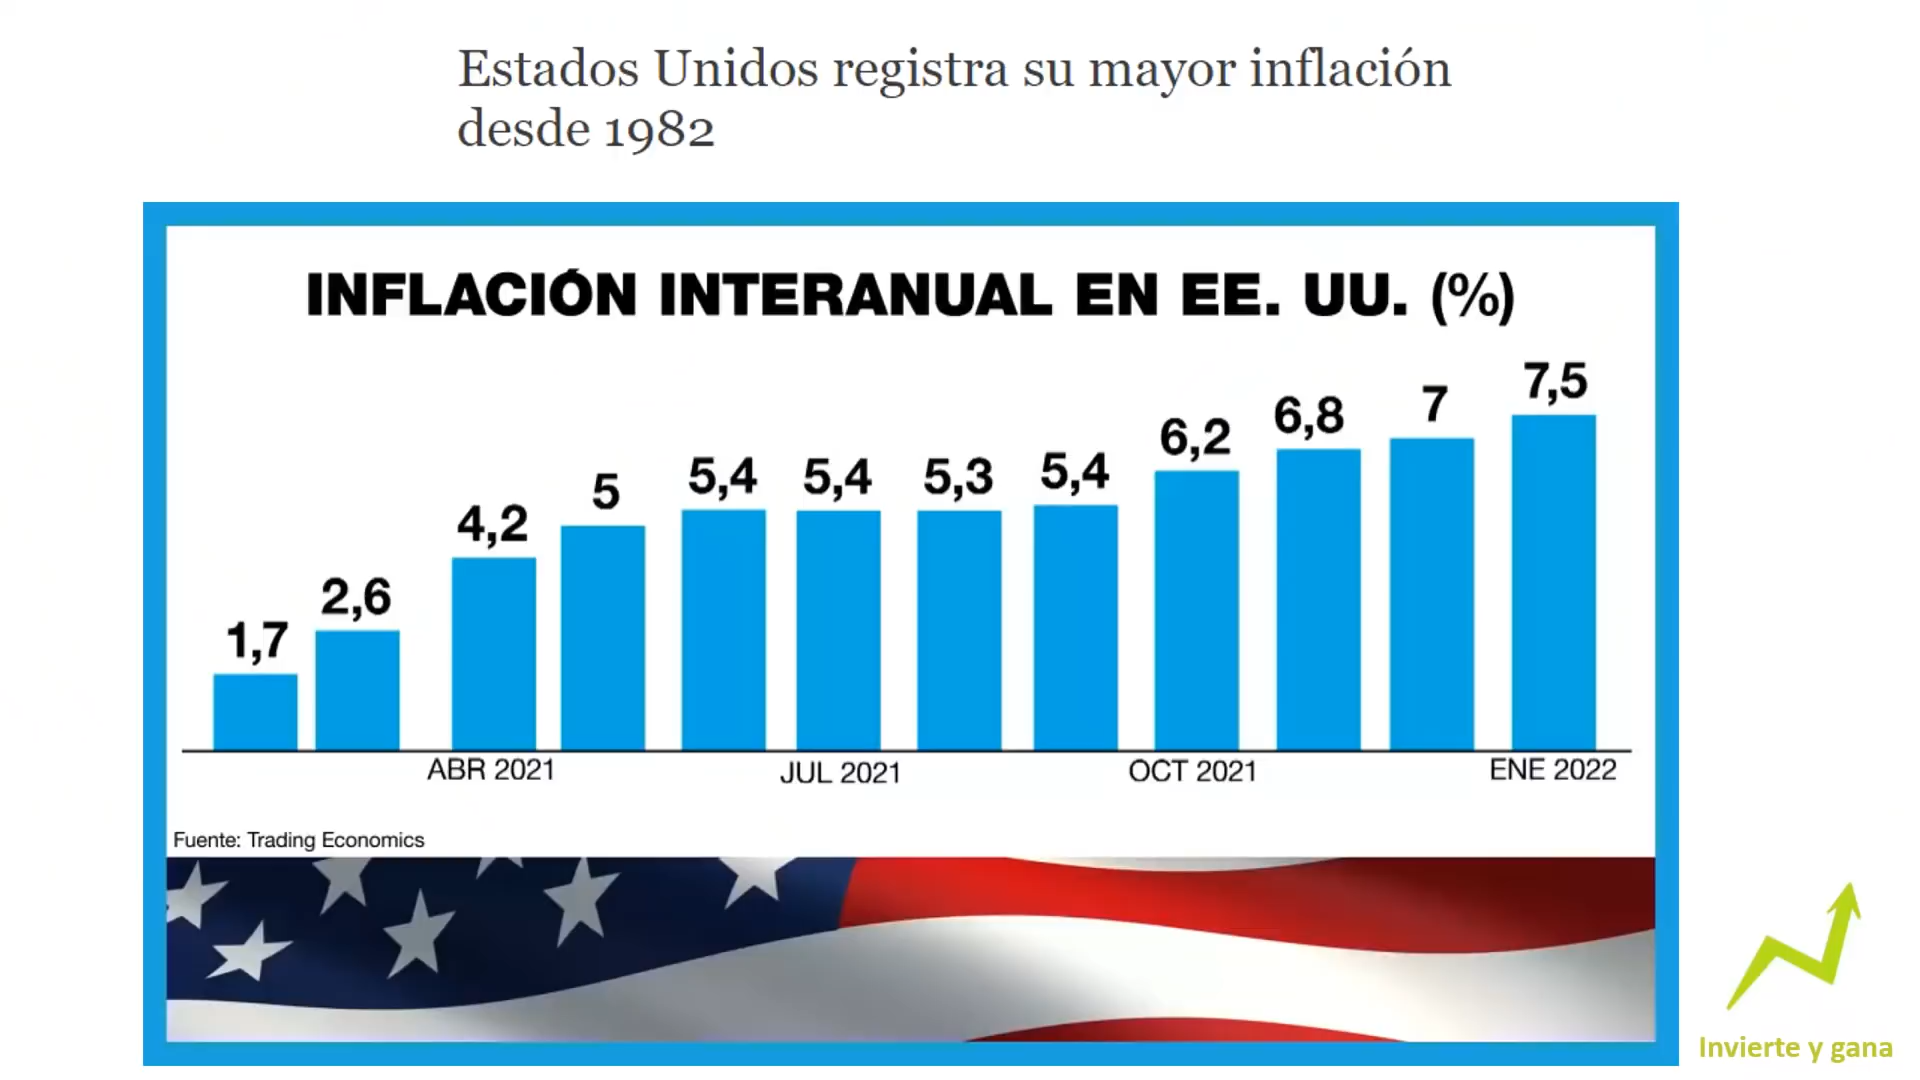 Estados Unidos registra su mayor inflación
desde 1982
INFLACIÓN INTERANUAL EN EE. UU. (%)
1,7
2,6
4,2
5
5,4
5,4
5,3
5,4
6,2
6,8
7
7,5
ABR 2021
JUL 2021
OCT 2021
ENE 2022
Fuente: Trading Economics
Invierte y gana